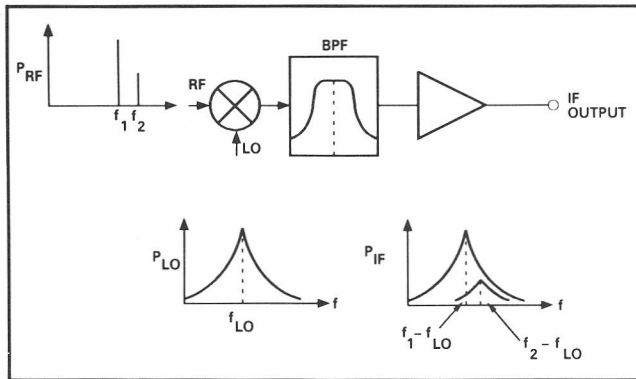 BPF
P_RF
RF
f_1 f_2
LO
IF
OUTPUT
P_LO
f
f_LO
P_IF
f
f_1 – f_LO
f_2 – f_LO